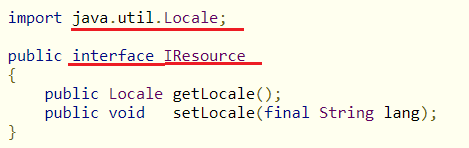 import java.util.Locale;
public interface IResource
{
public Locale getLocale();
public void setLocale(final String lang);
}